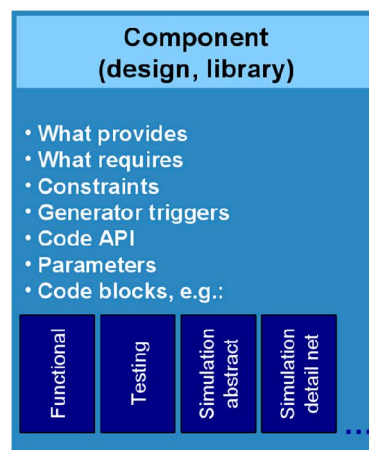 Component
(design, library)
• What provides
• What requires
• Constraints
• Generator triggers
• Code API
• Parameters
• Code blocks, e.g.:
Functional
Testing
Simulation
abstract
Simulation
detail net
...